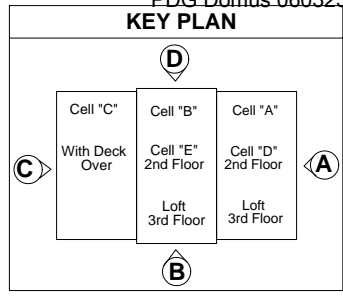 KEY PLAN
D
Cell "C"
Cell "B"
Cell "A"
With Deck
Over
Cell "E"
2nd Floor
Cell "D"
2nd Floor
C
A
Loft
3rd Floor
Loft
3rd Floor
B